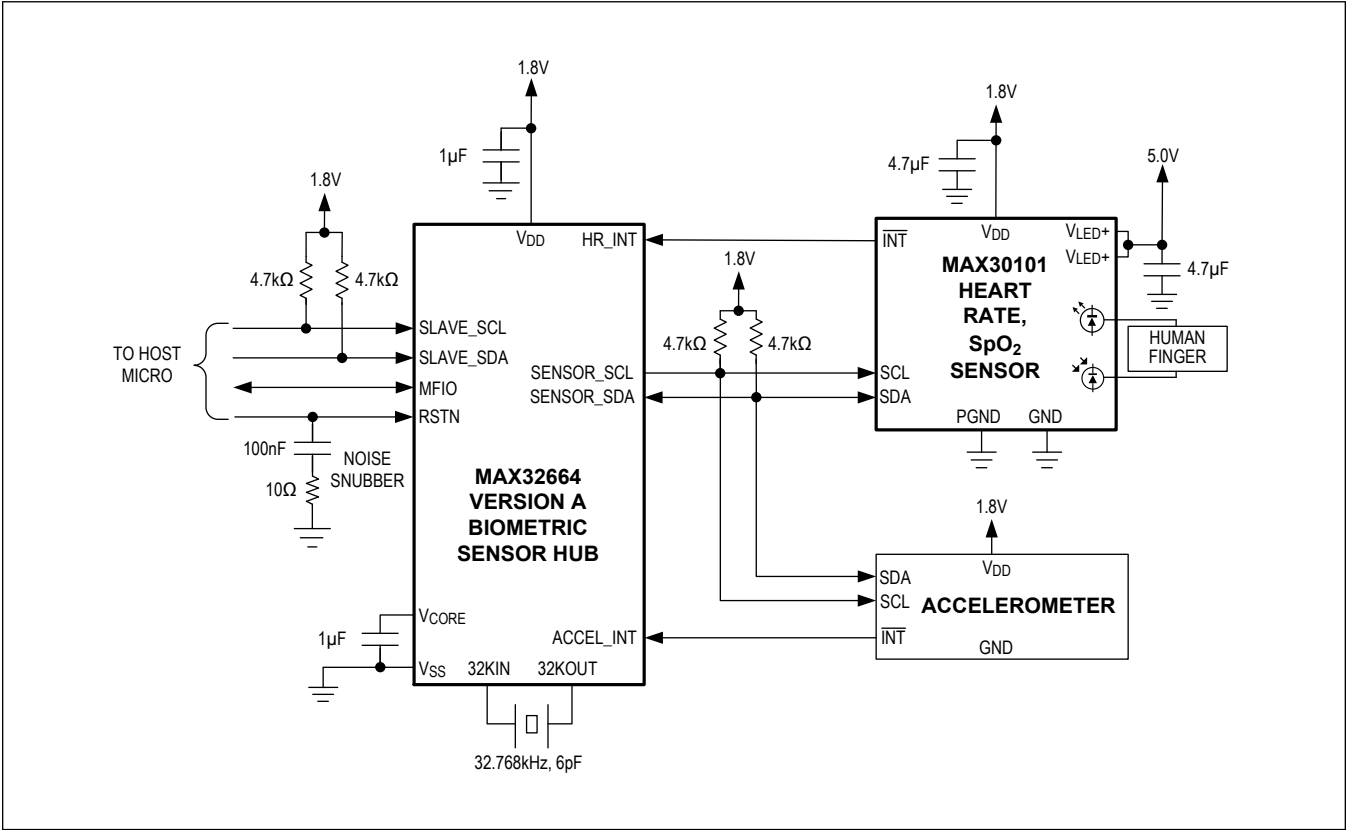 1.8V
1µF
1.8V
4.7kΩ
4.7kΩ
TO HOST
MICRO
100nF
NOISE
SNUBBER
10Ω
VDD
HR_INT
SLAVE_SCL
SLAVE_SDA
MFIO
RSTN
SENSOR_SCL
SENSOR_SDA
MAX32664
VERSION A
BIOMETRIC
SENSOR HUB
VCORE
1µF
VSS
32KIN
32KOUT
ACCEL_INT
32.768kHz, 6pF
1.8V
4.7kΩ
4.7kΩ
1.8V
4.7µF
5.0V
4.7µF
INT
VDD
VLED+
VLED+
MAX30101
HEART
RATE,
SpO2
SENSOR
SCL
SDA
PGND
GND
HUMAN
FINGER
1.8V
VDD
SDA
SCL
ACCELEROMETER
INT
GND